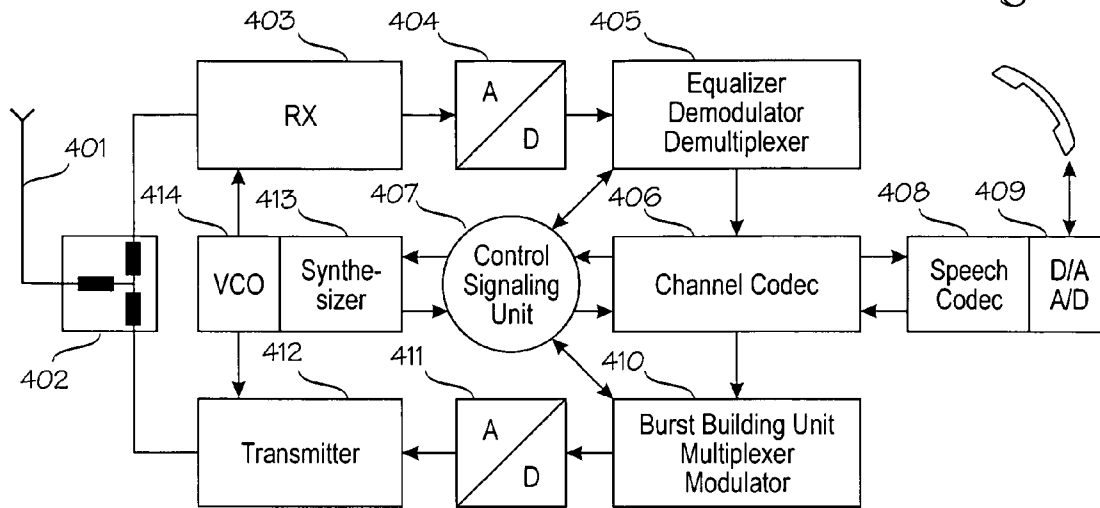 403
404
405
RX
A
D
Equalizer
Demodulator
Demultiplexer
401
414
413
407
406
408
409
VCO
Synthe-
sizer
Control
Signaling
Unit
Channel Codec
Speech
Codec
D/A
A/D
402
412
411
410
Transmitter
A
D
Burst Building Unit
Multiplexer
Modulator